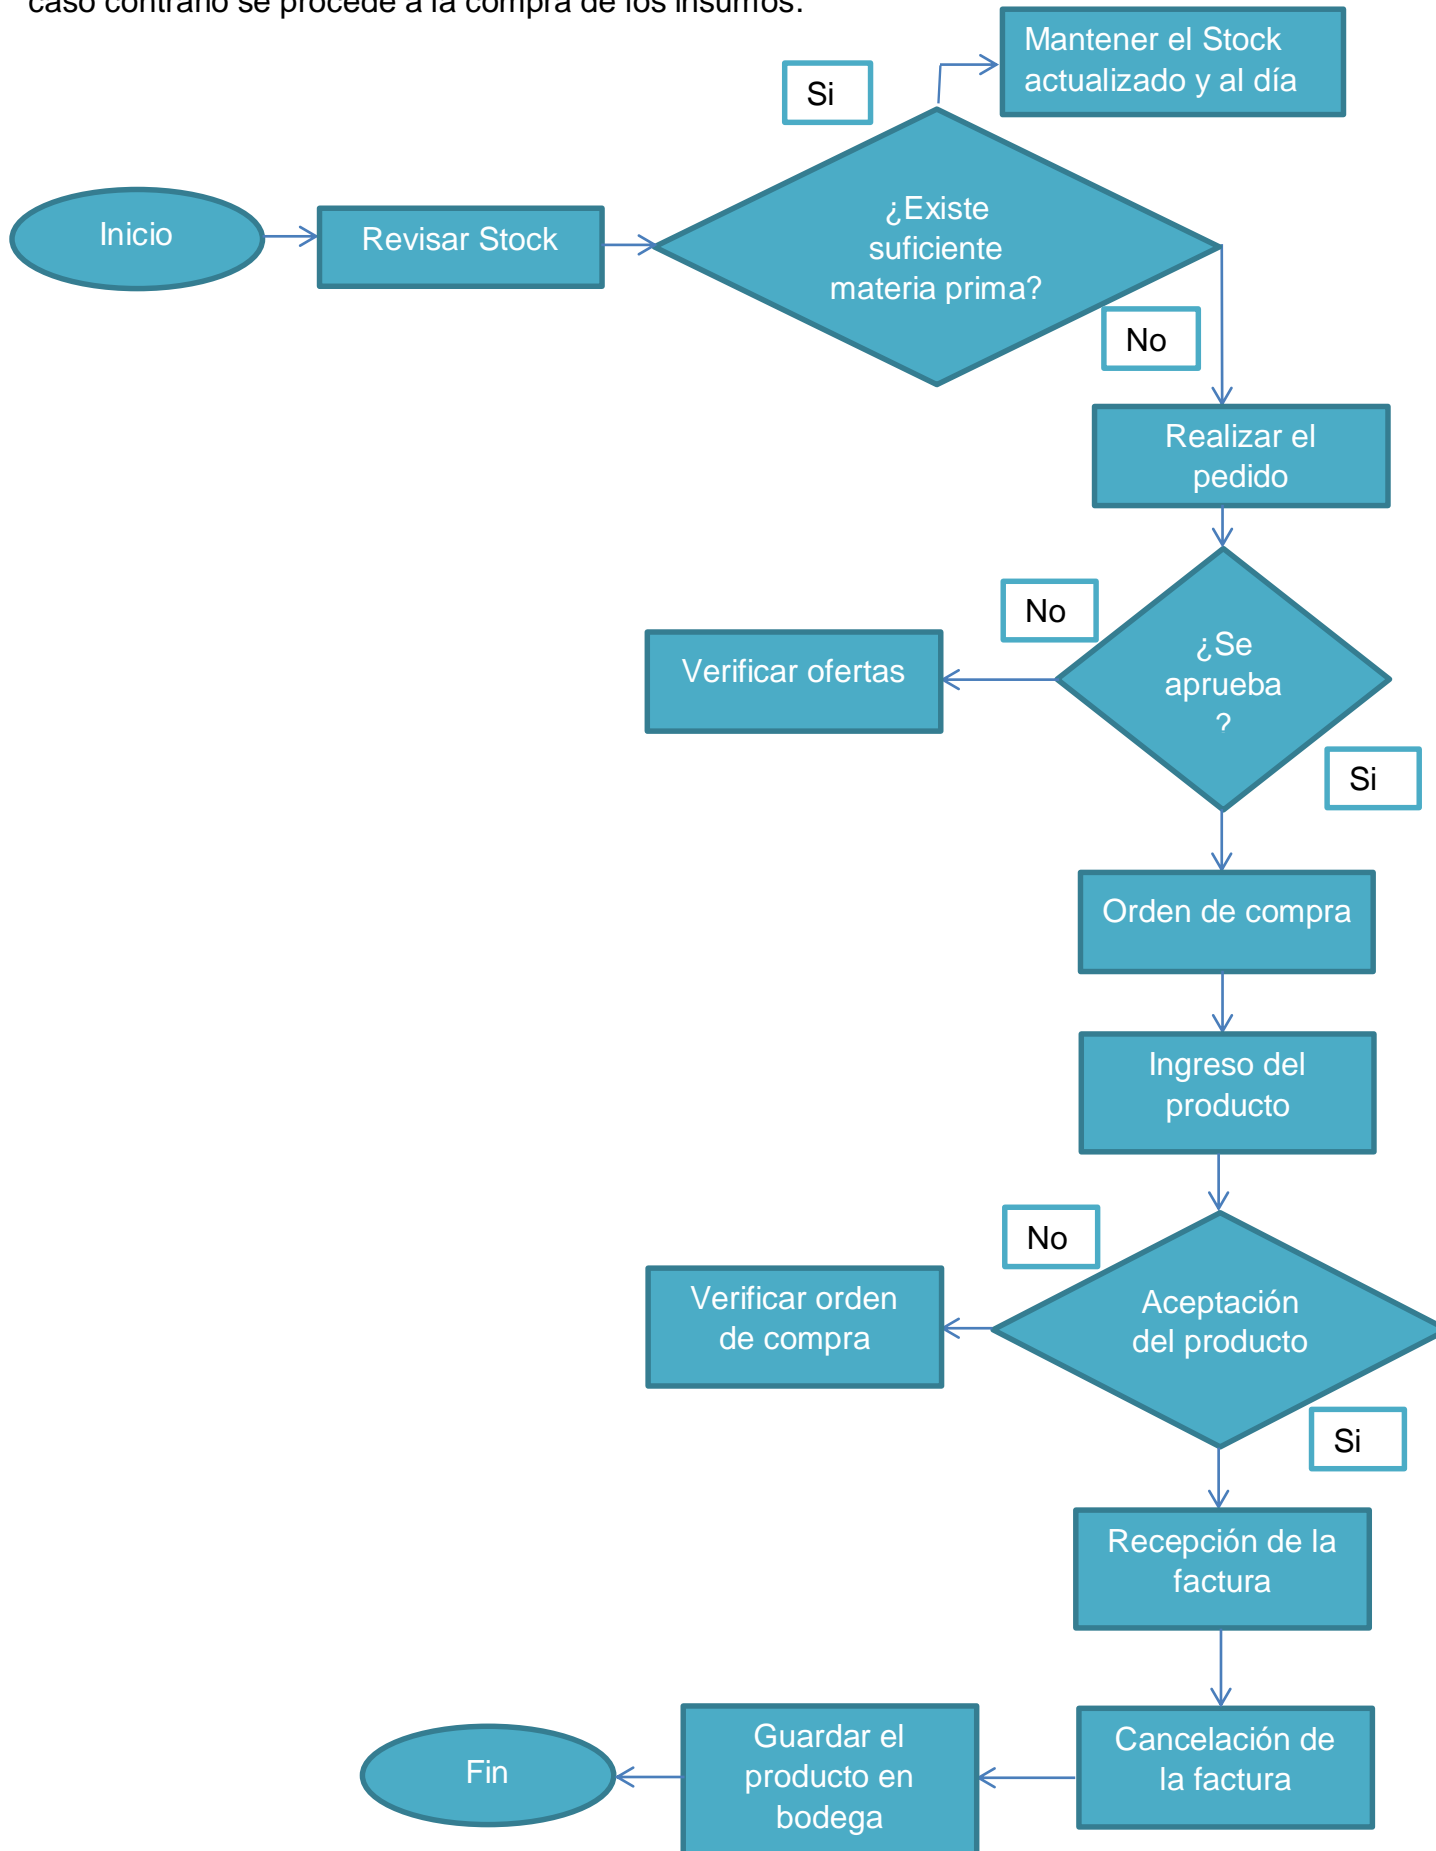 caso contrario se procede a la compra de los insumos.
Mantener el Stock
actualizado y al día
Si
¿Existe
suficiente
materia prima?
Inicio
Revisar Stock
No
Realizar el
pedido
No
¿Se
aprueba
?
Verificar ofertas
Si
Orden de compra
Ingreso del
producto
No
Aceptación
del producto
Verificar orden
de compra
Si
Recepción de la
factura
Cancelación de
la factura
Guardar el
producto en
bodega
Fin